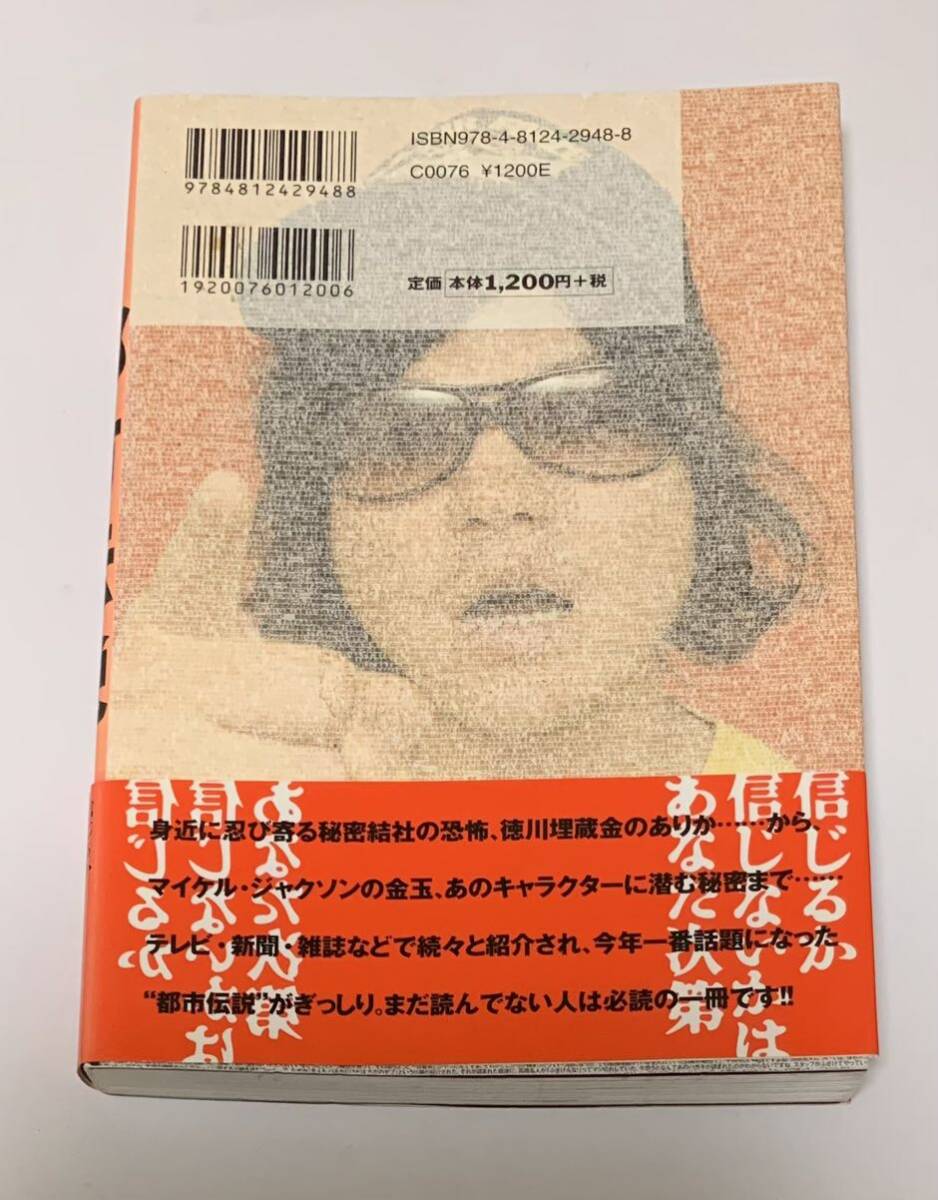 ISBN978-4-8124-2948-8
C0076 ¥1200E
9784812429488
1920076012006
定価 本体1,200円+税
身近に忍び寄る秘密結社の恐怖、徳川埋蔵金のありか……から、
マイケル・ジャクソンの金玉、あのキャラクターに潜む秘密まで……
テレビ・新聞・雑誌などで続々と紹介され、今年一番話題になった
“都市伝説”がぎっしり。まだ読んでない人は必読の一冊です!!
信じるか
信じないかは
あなた次第